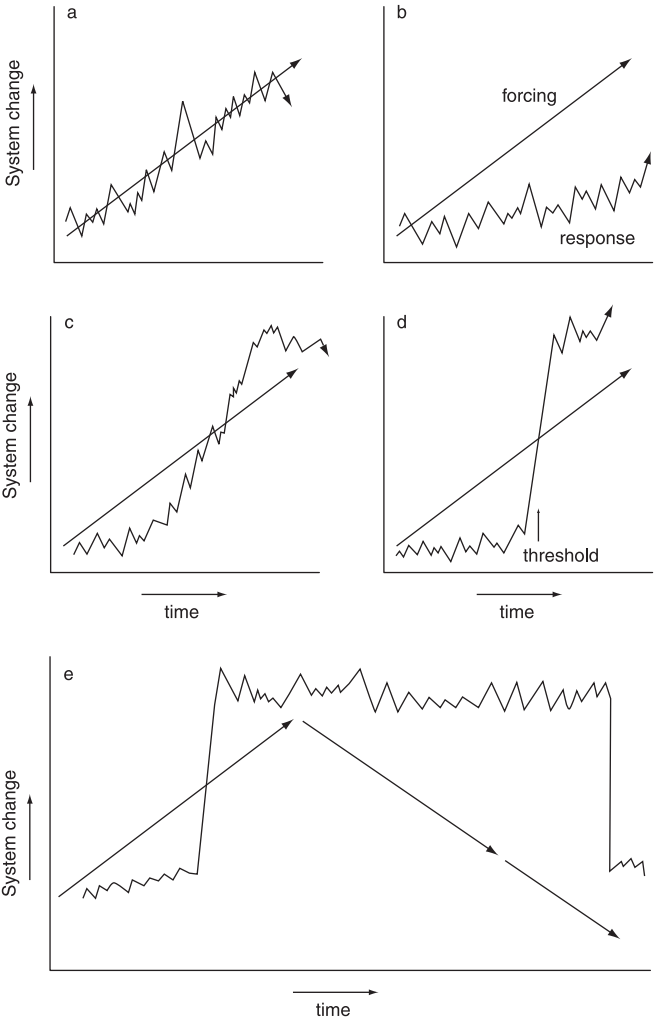 a
b
System change
forcing
response
c
d
System change
threshold
time
time
e
System change
time